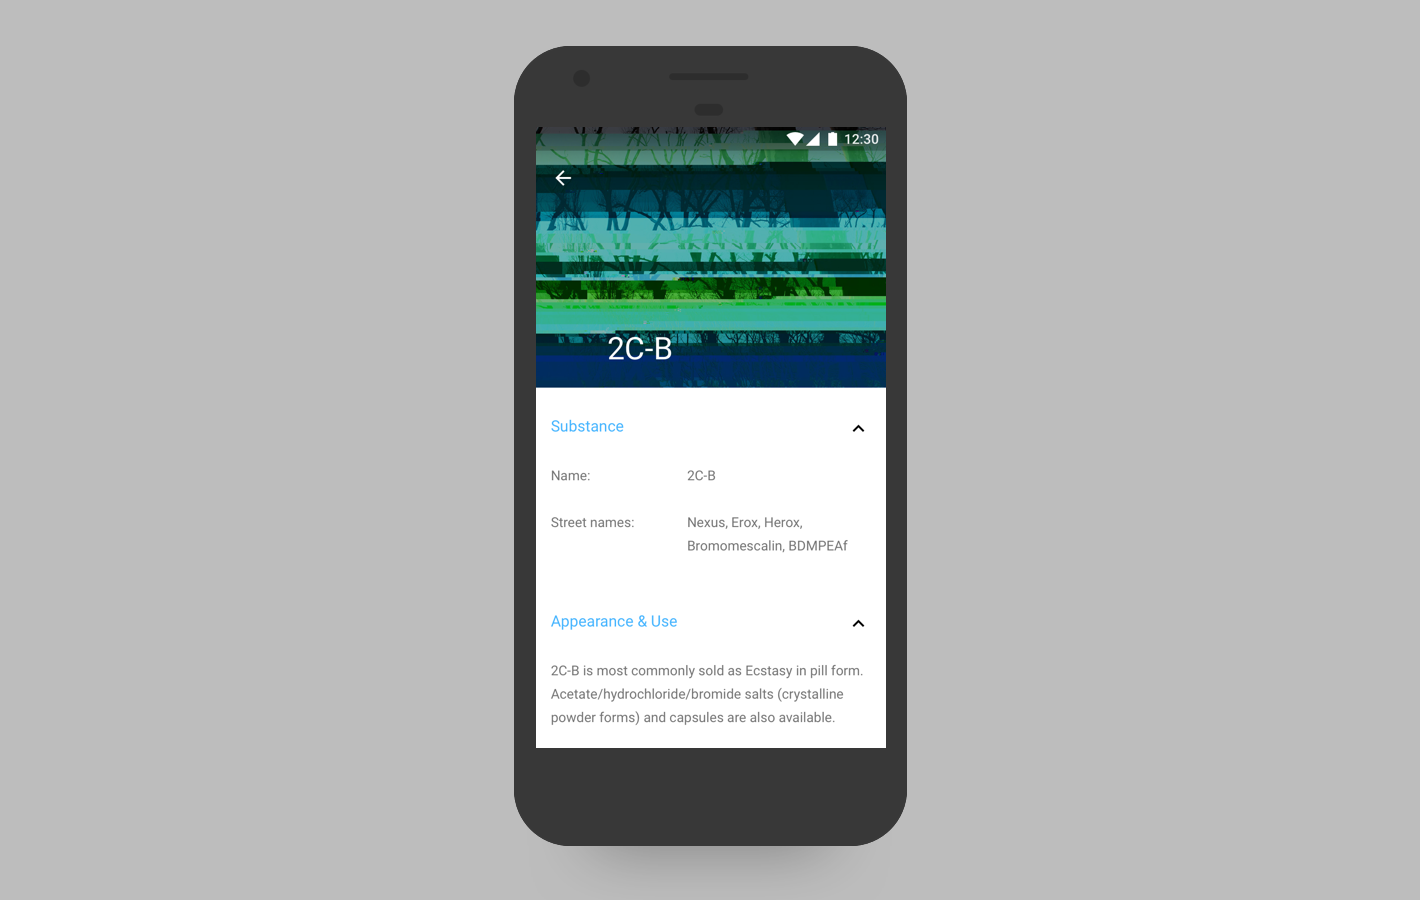 12:30
2C-B
Substance
Name: 2C-B
Street names: Nexus, Erox, Herox,
Bromomescalin, BDMPEAf
Appearance & Use
2C-B is most commonly sold as Ecstasy in pill form.
Acetate/hydrochloride/bromide salts (crystalline
powder forms) and capsules are also available.